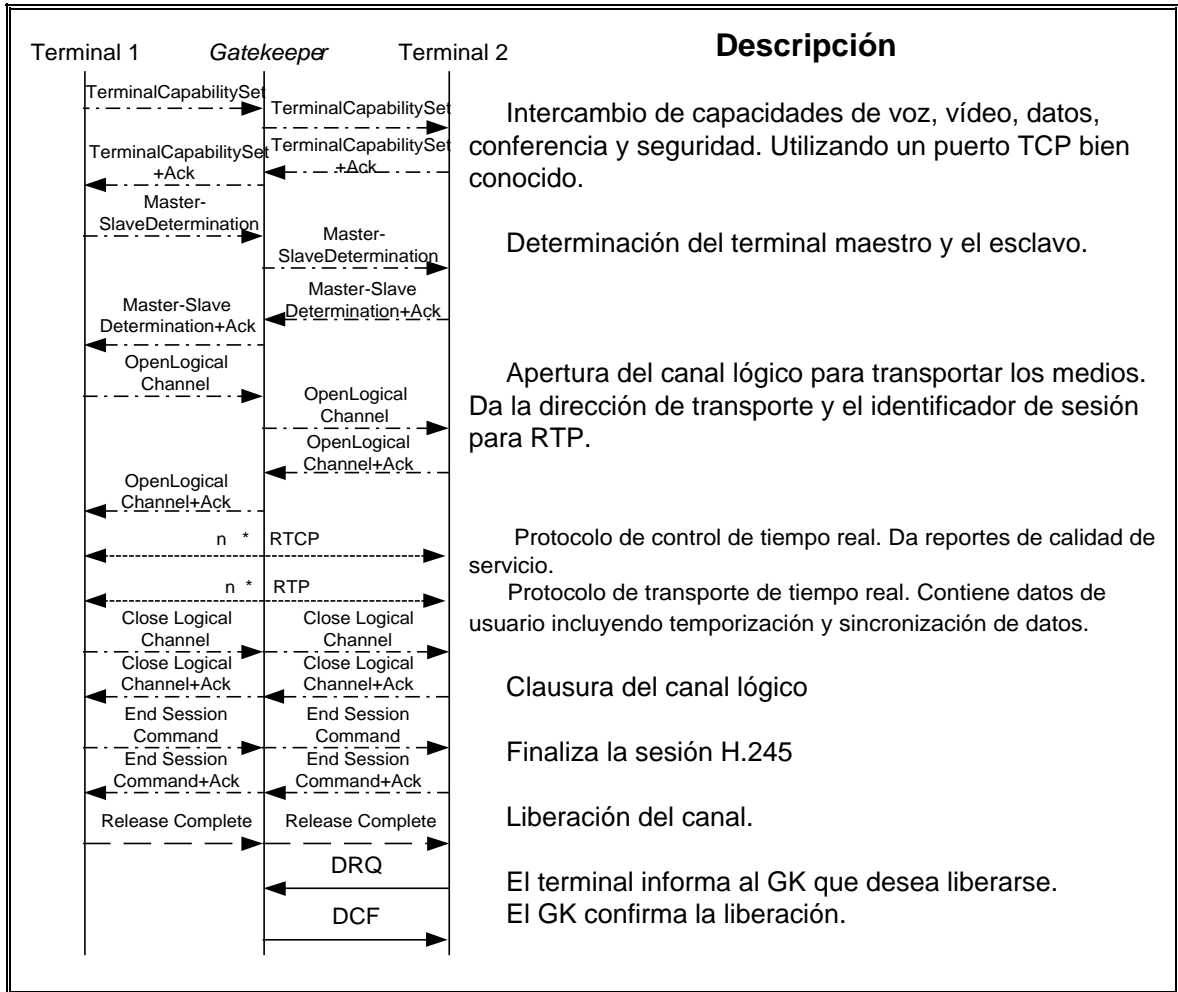 Terminal 1 Gatekeeper Terminal 2 Descripción
TerminalCapabilitySet
TerminalCapabilitySet
Intercambio de capacidades de voz, vídeo, datos,
conferencia y seguridad. Utilizando un puerto TCP bien
conocido.
TerminalCapabilitySet
+Ack
TerminalCapabilitySet
+Ack
Master-
SlaveDetermination
Master-
SlaveDetermination
Determinación del terminal maestro y el esclavo.
Master-Slave
Determination+Ack
Master-Slave
Determination+Ack
OpenLogical
Channel
OpenLogical
Channel
Apertura del canal lógico para transportar los medios.
Da la dirección de transporte y el identificador de sesión
para RTP.
OpenLogical
Channel+Ack
OpenLogical
Channel+Ack
n * RTCP
Protocolo de control de tiempo real. Da reportes de calidad de
servicio.
n * RTP
Protocolo de transporte de tiempo real. Contiene datos de
usuario incluyendo temporización y sincronización de datos.
Close Logical
Channel
Close Logical
Channel
Close Logical
Channel+Ack
Close Logical
Channel+Ack
Clausura del canal lógico
End Session
Command
End Session
Command
Finaliza la sesión H.245
End Session
Command+Ack
End Session
Command+Ack
Release Complete Release Complete
Liberación del canal.
DRQ
El terminal informa al GK que desea liberarse.
DCF
El GK confirma la liberación.